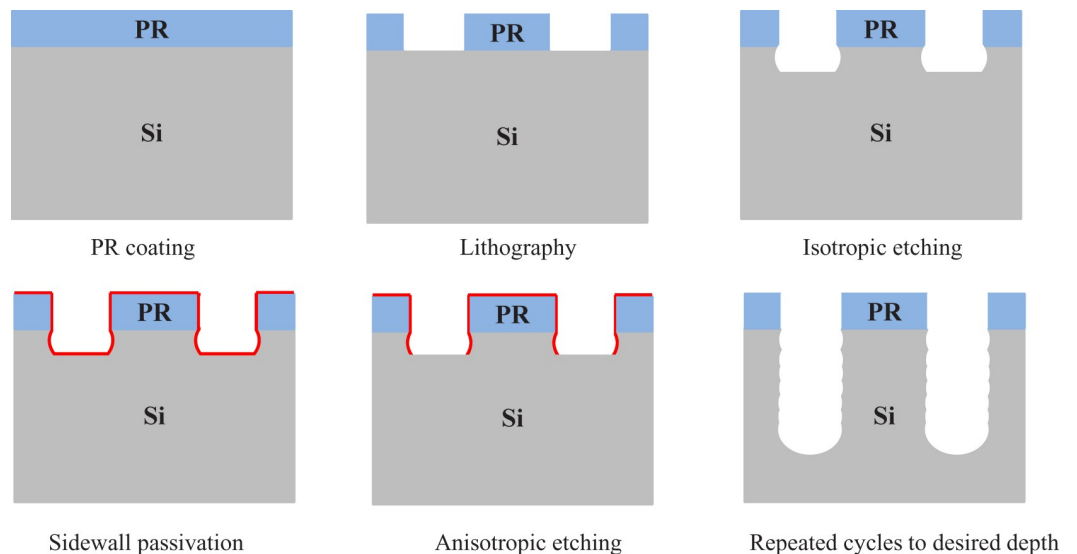 PR
Si
PR coating
PR
Si
Lithography
PR
Si
Isotropic etching
PR
Si
Sidewall passivation
PR
Si
Anisotropic etching
PR
Si
Repeated cycles to desired depth